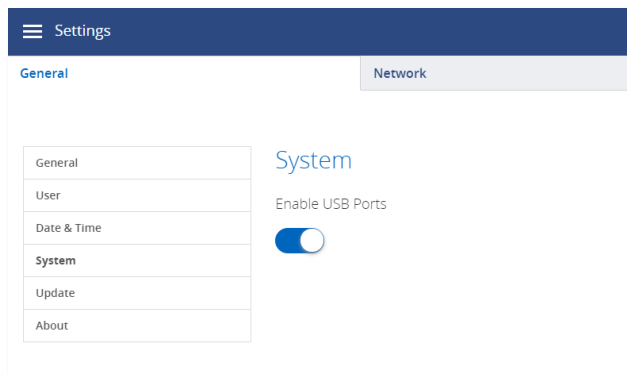 Settings
General
Network
General
User
Date & Time
System
Update
About
System
Enable USB Ports